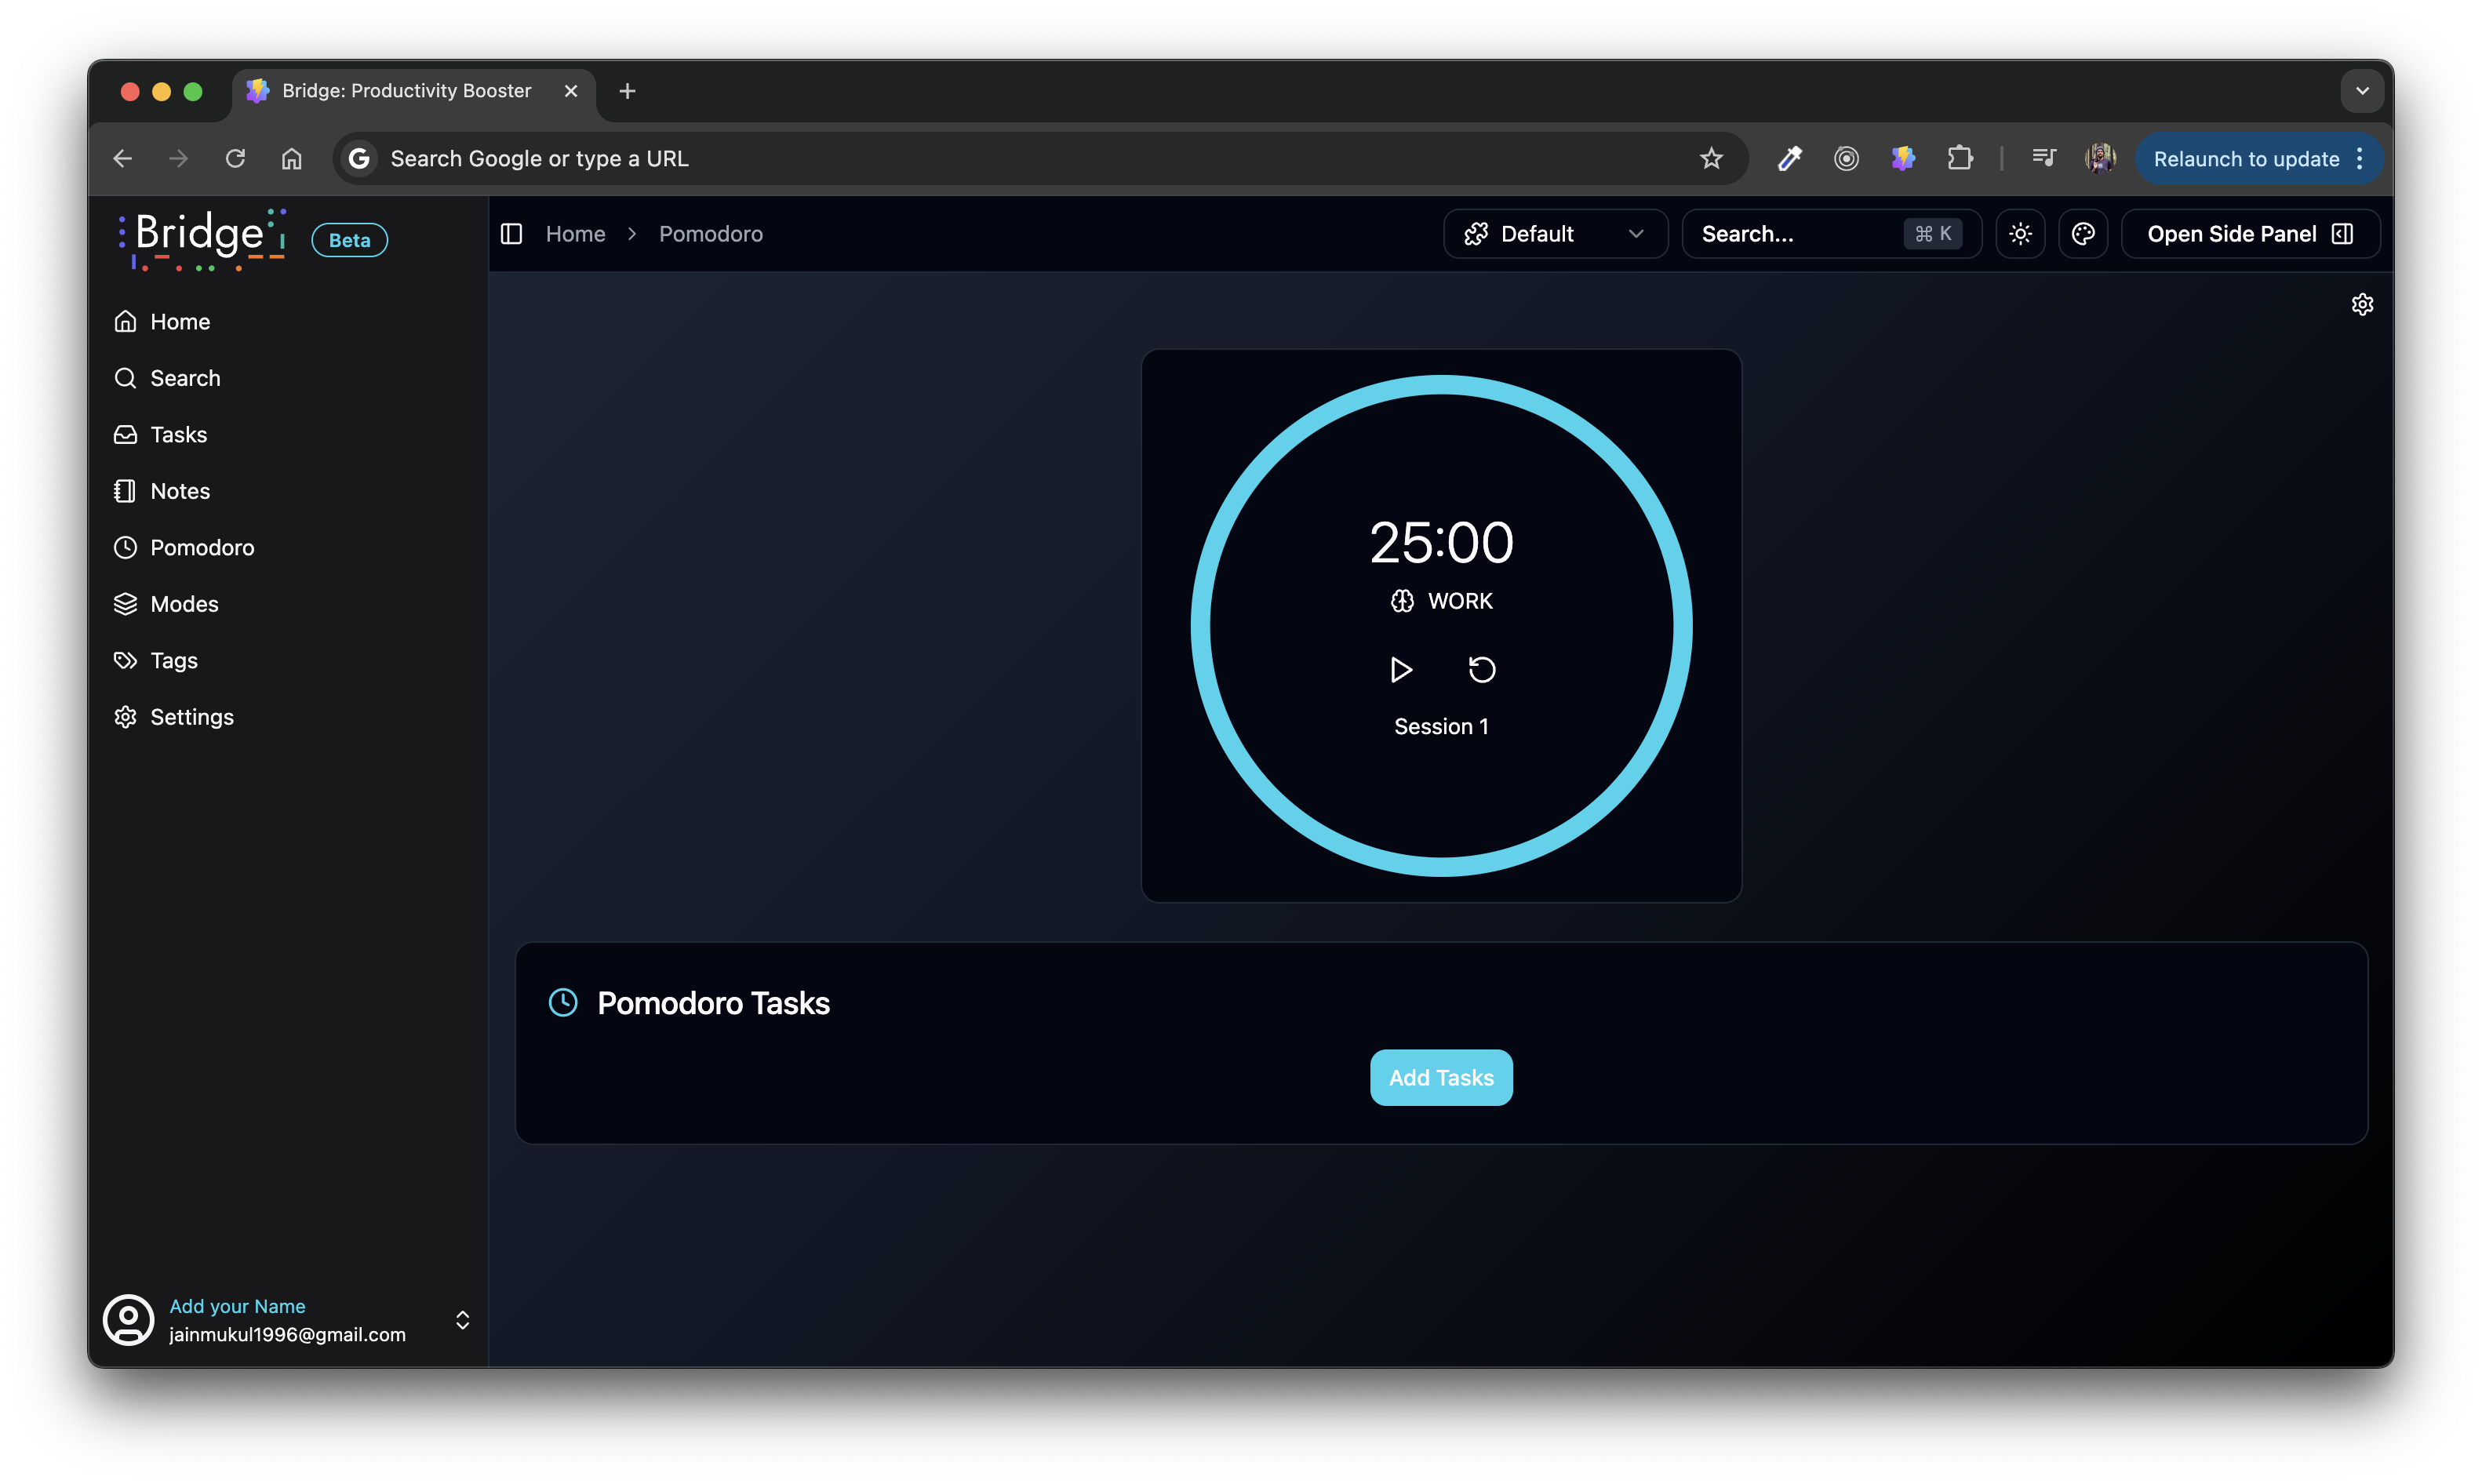 Bridge: Productivity Booster
Search Google or type a URL
Relaunch to update
Bridge
Beta
Home
Pomodoro
Default
Search...
⌘ K
Open Side Panel
Home
Search
Tasks
Notes
Pomodoro
Modes
Tags
Settings
25:00
WORK
Session 1
Pomodoro Tasks
Add Tasks
Add your Name
jainmukul1996@gmail.com